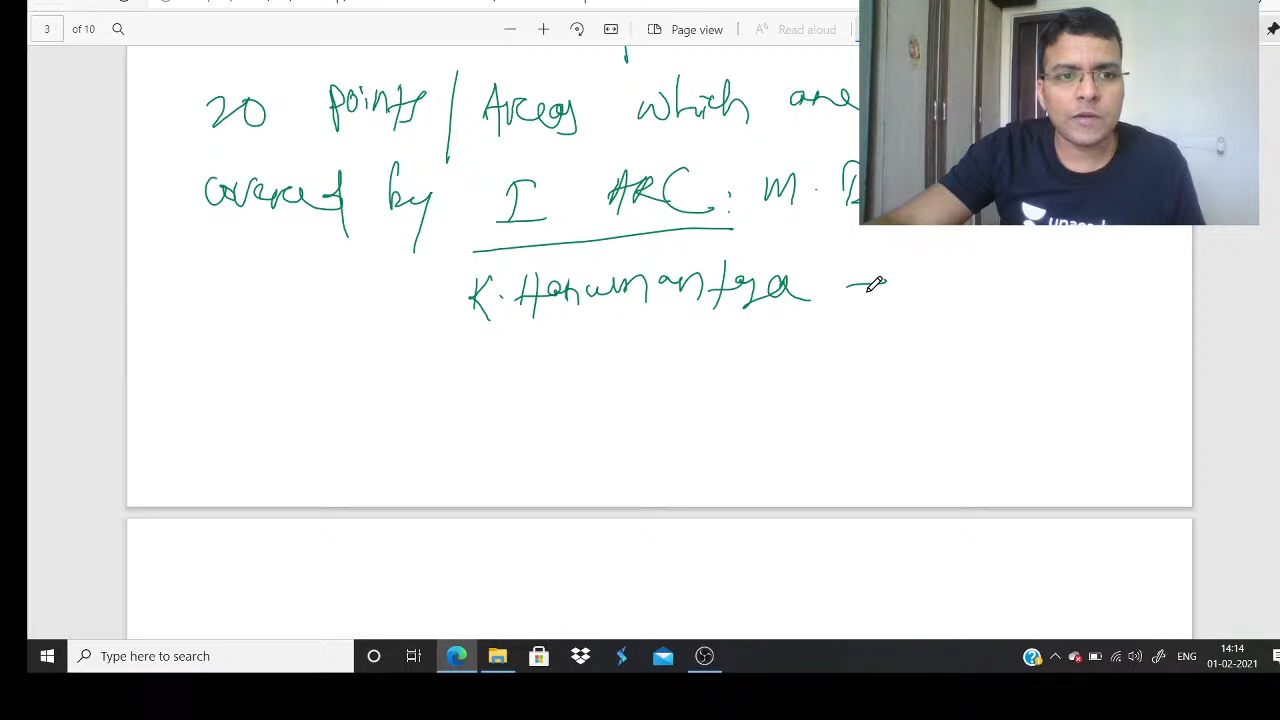 3 of 10 Page view Read aloud
20 points / Areas which are
covered by I ARC: M.
K. Hanumantya →
Type here to search
ENG 14:14
01-02-2021